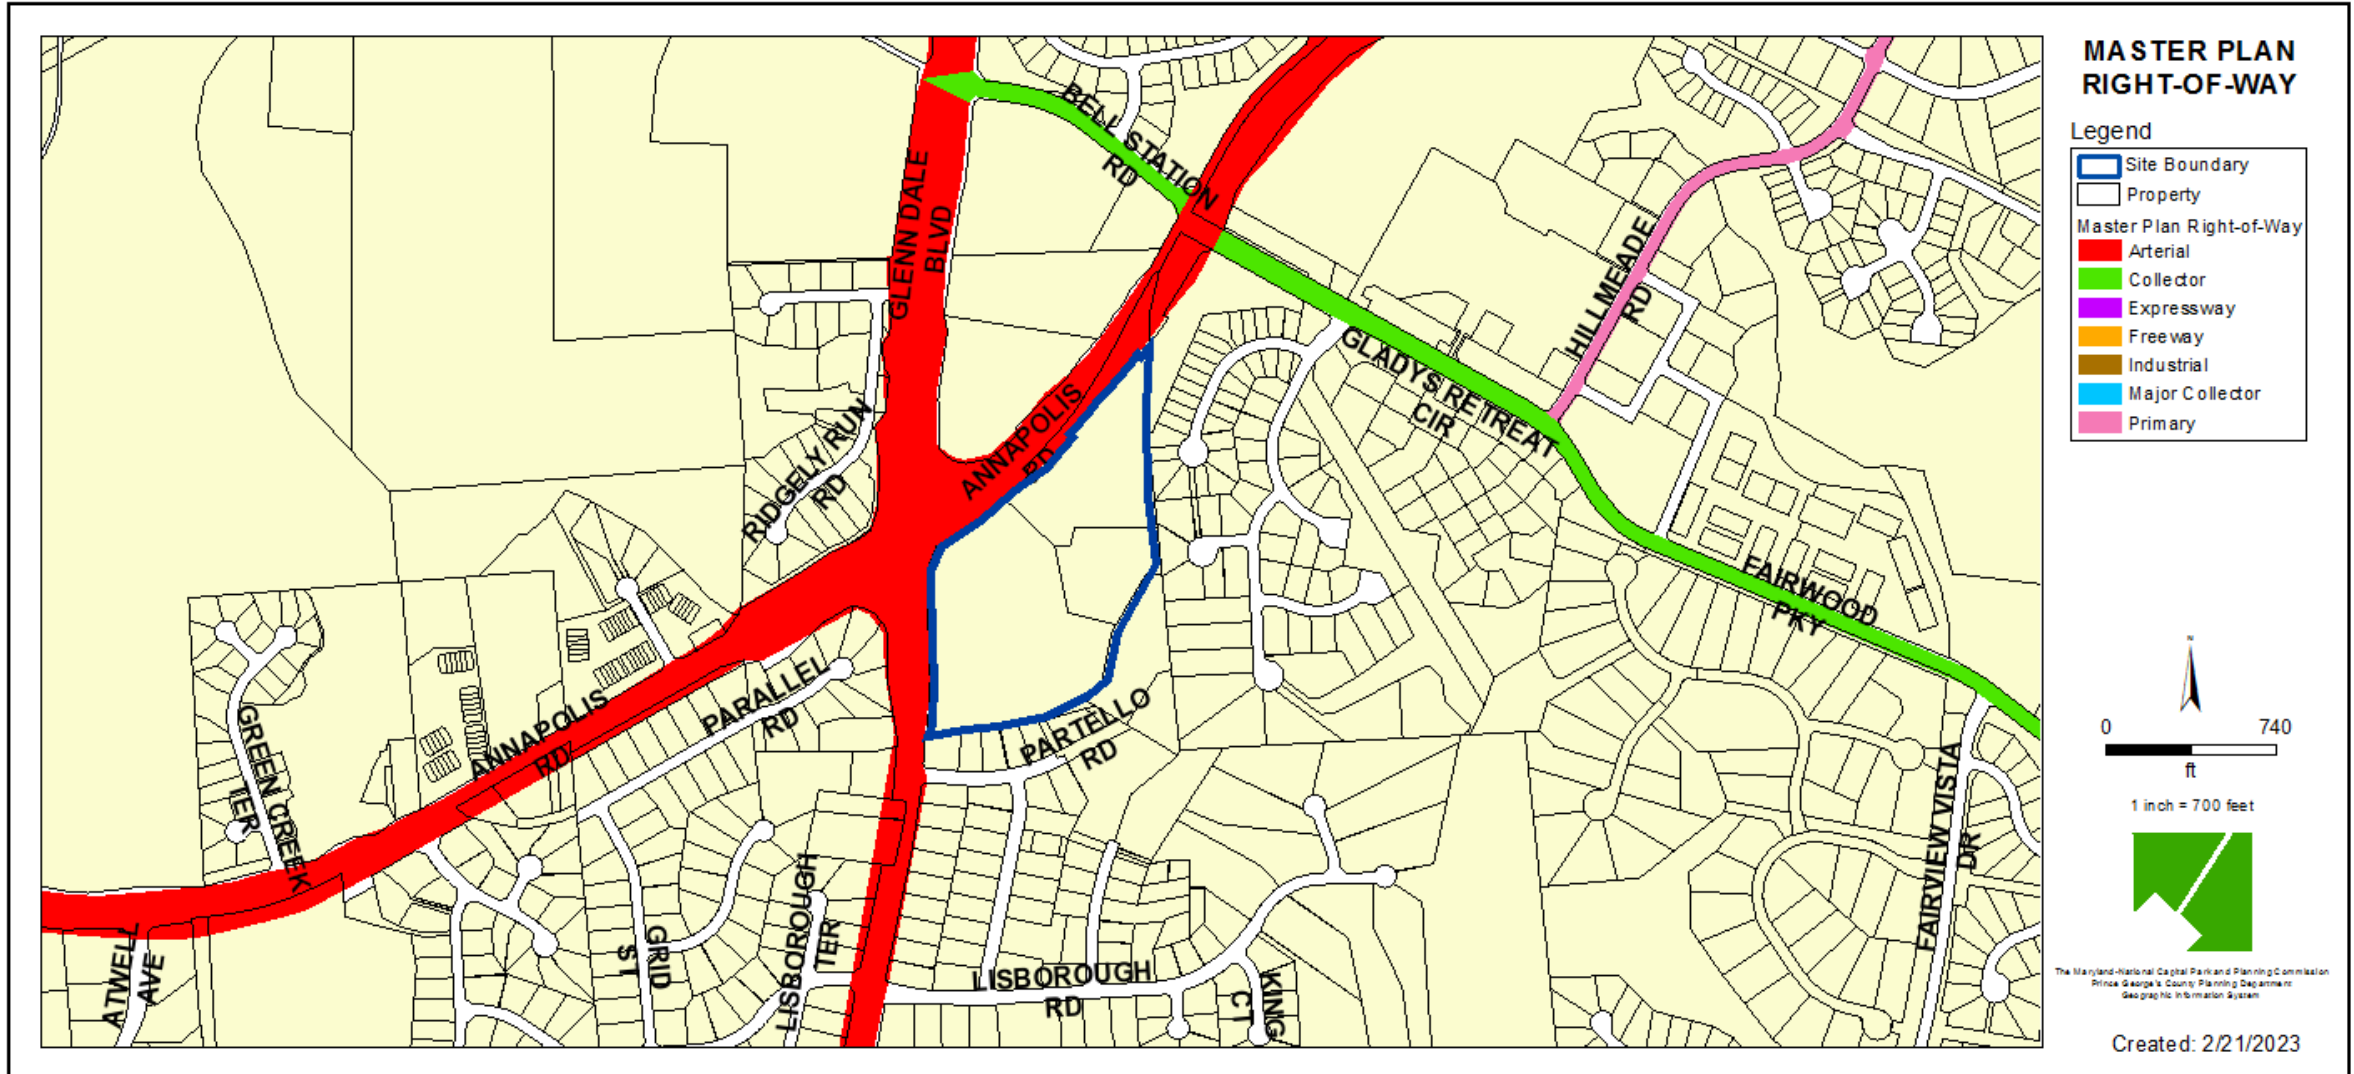 MASTER PLAN
RIGHT-OF-WAY
Legend
Site Boundary
Property
Master Plan Right-of-Way
Arterial
Collector
Expressway
Freeway
Industrial
Major Collector
Primary
N
0 740
ft
1 inch = 700 feet
The Maryland-National Capital Park and Planning Commission
Prince George's County Planning Department
Geographic Information System
Created: 2/21/2023
BELL STATION
RD
GLENN DALE
BLVD
HILLMEADE
RD
GLADYS RETREAT
CIR
ANNAPOLIS
RD
RIDGELY RUN
RD
FAIRWOOD
PKY
PARALLEL
RD
PARTELLO
RD
ANNAPOLIS
RD
GREEN CREEK
TER
FAIRVIEW VISTA
DR
LISBOROUGH
TER
GRID
ST
ATWELL
AVE
LISBOROUGH
RD
KING
CT